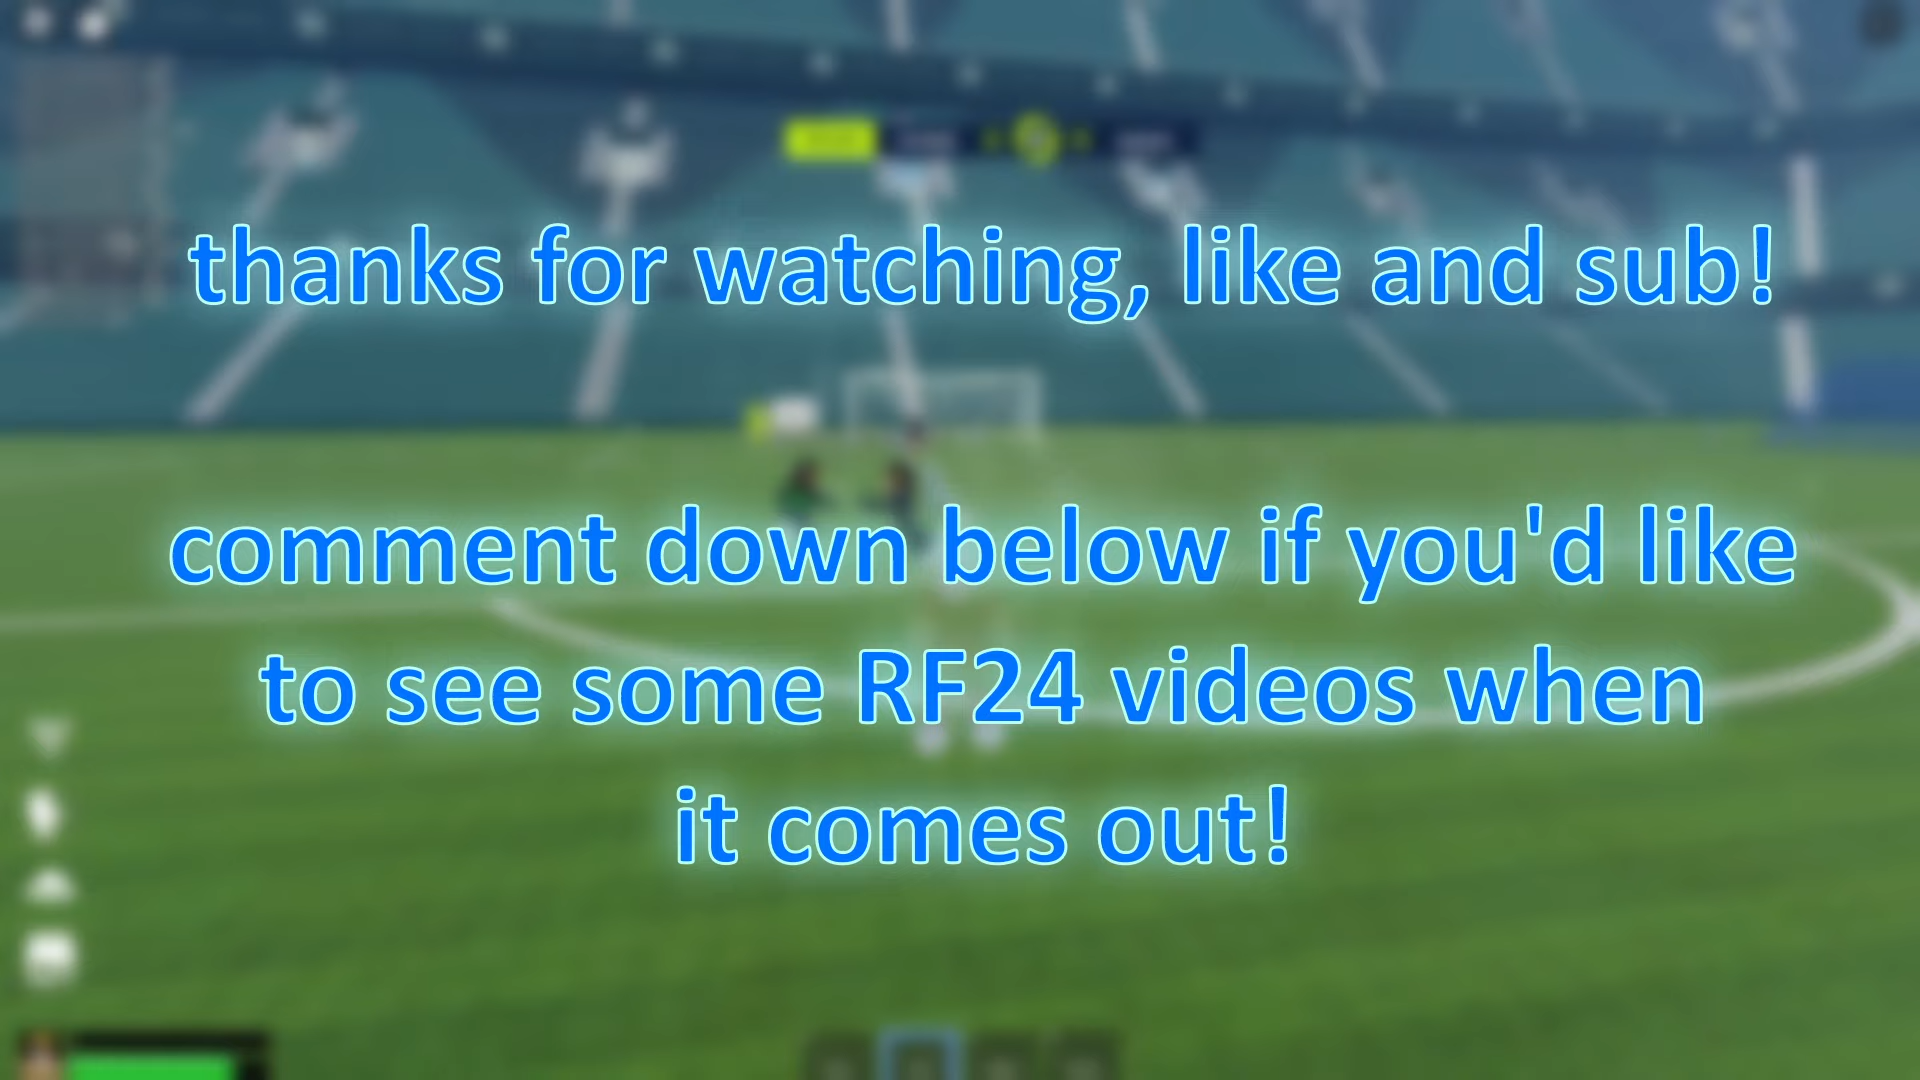 thanks for watching, like and sub!
comment down below if you'd like
to see some RF24 videos when
it comes out!